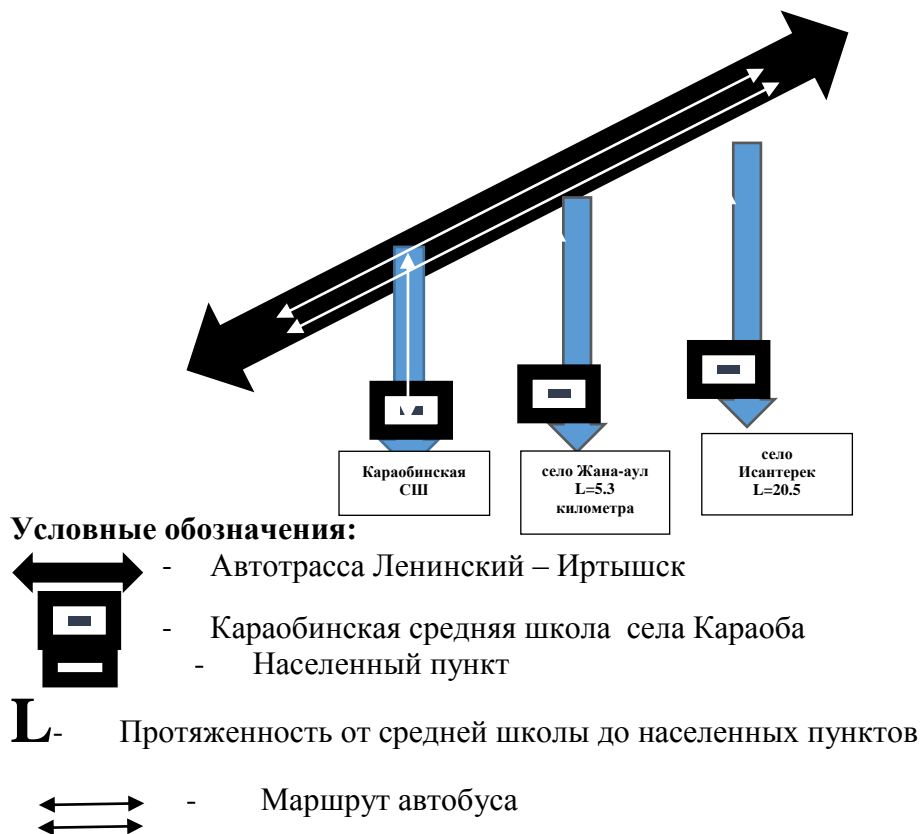 Караобинская
СШ
село Жана-аул
L=5.3
километра
село
Исантерек
L=20.5
Условные обозначения:
- Автотрасса Ленинский – Иртышск
- Караобинская средняя школа села Караоба
- Населенный пункт
L- Протяженность от средней школы до населенных пунктов
- Маршрут автобуса